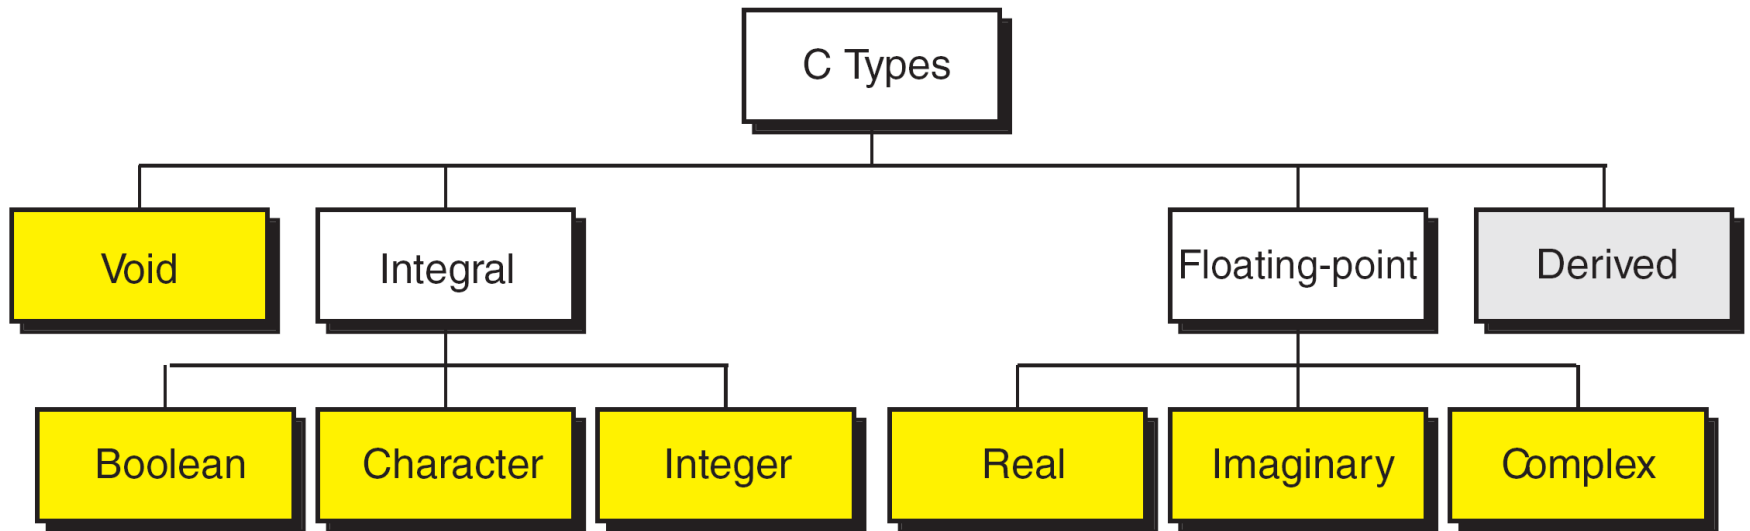 C Types
Void
Integral
Floating-point
Derived
Boolean
Character
Integer
Real
Imaginary
Complex